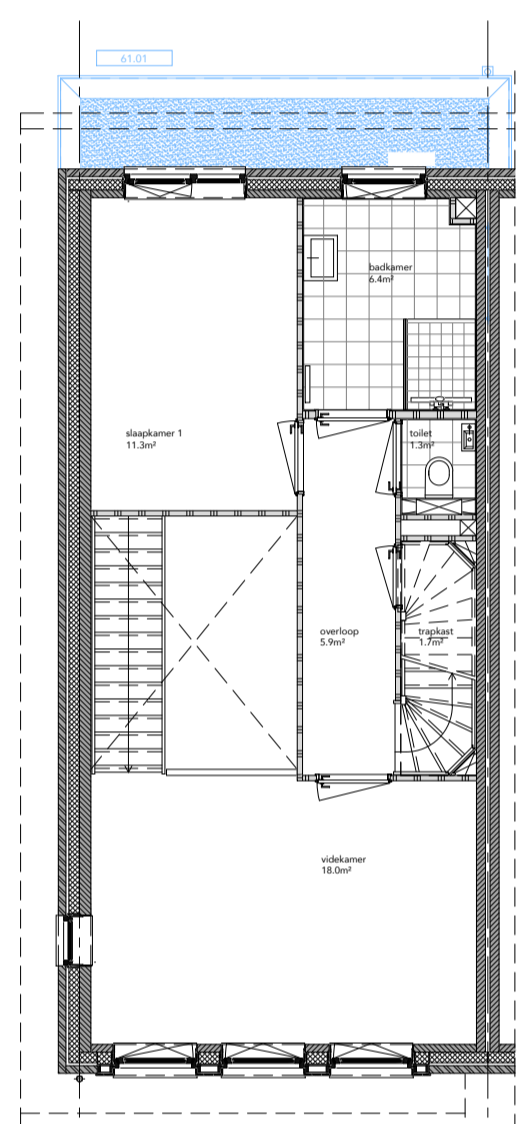 61.01
badkamer
6.4m²
slaapkamer 1
11.3m²
toilet
1.3m²
overloop
5.9m²
trapkast
1.7m²
videkamer
18.0m²